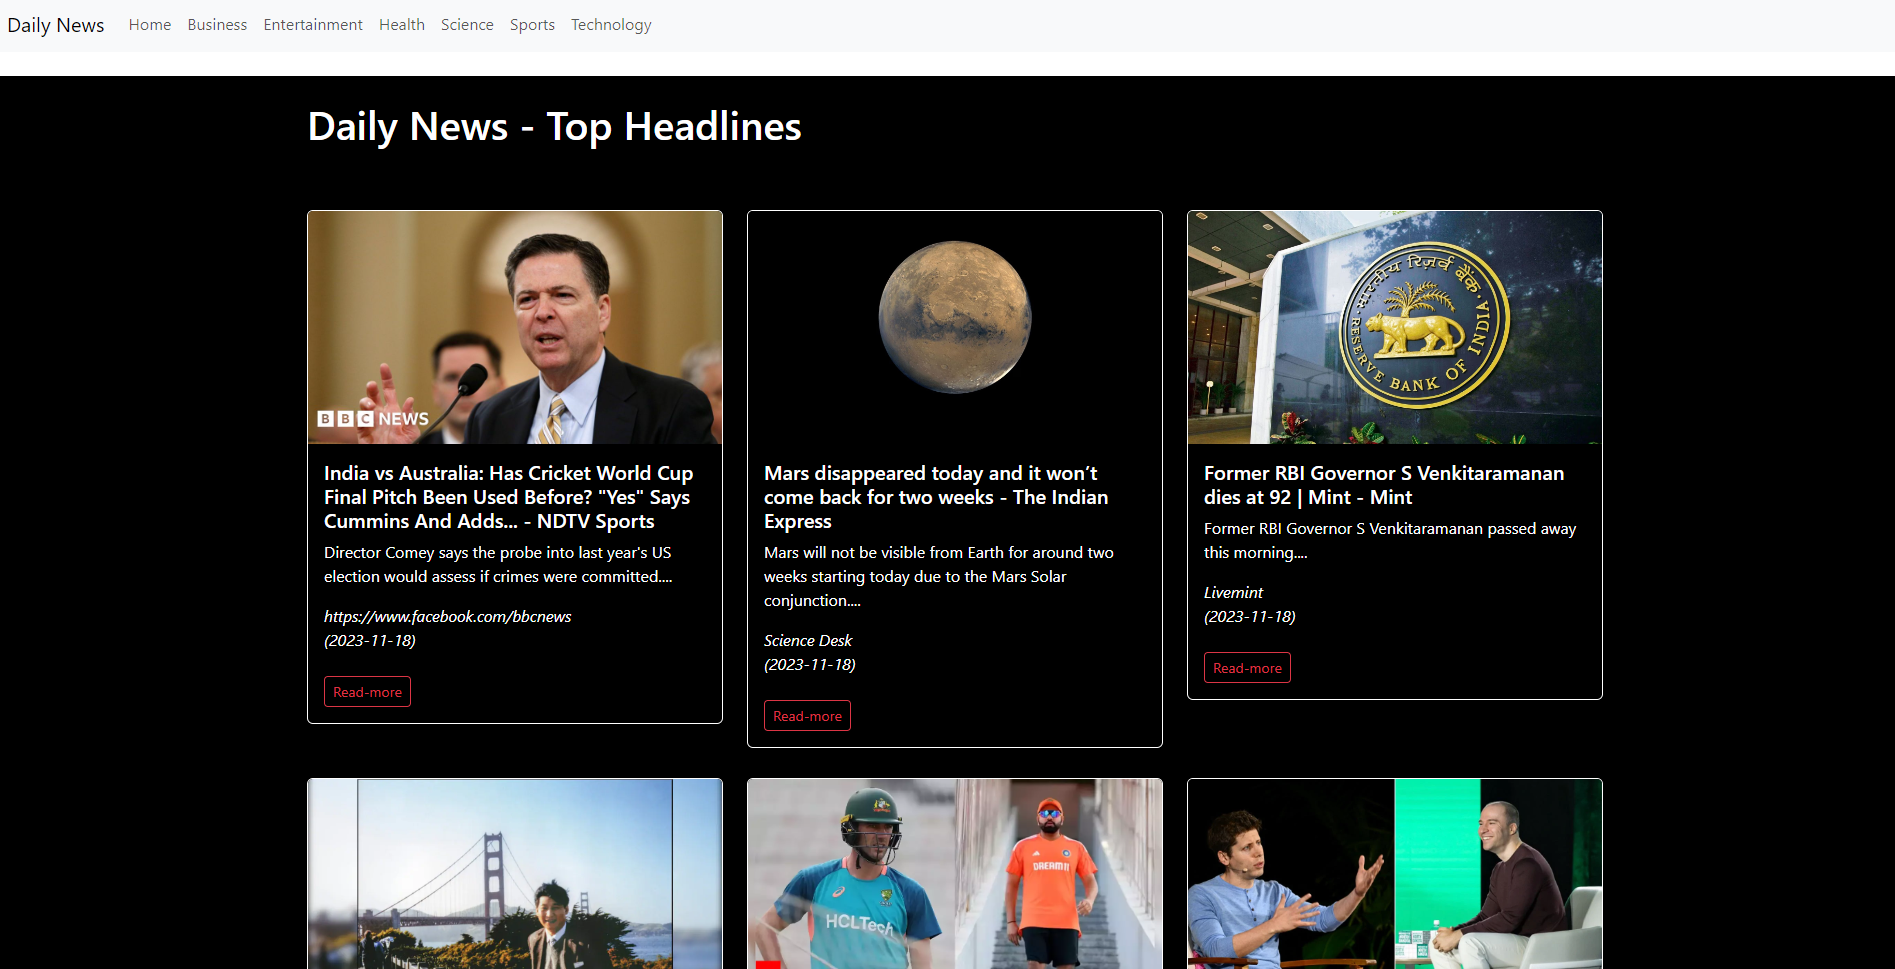 Daily News Home Business Entertainment Health Science Sports Technology
Daily News - Top Headlines
BBC NEWS
India vs Australia: Has Cricket World Cup
Final Pitch Been Used Before? "Yes" Says
Cummins And Adds... - NDTV Sports
Director Comey says the probe into last year's US
election would assess if crimes were committed....
https://www.facebook.com/bbcnews
(2023-11-18)
Read-more
Mars disappeared today and it won’t
come back for two weeks - The Indian
Express
Mars will not be visible from Earth for around two
weeks starting today due to the Mars Solar
conjunction....
Science Desk
(2023-11-18)
Read-more
भारतीय रिज़र्व बैंक
RESERVE BANK OF INDIA
Former RBI Governor S Venkitaramanan
dies at 92 | Mint - Mint
Former RBI Governor S Venkitaramanan passed away
this morning....
Livemint
(2023-11-18)
Read-more
HCLTech
DREAM11